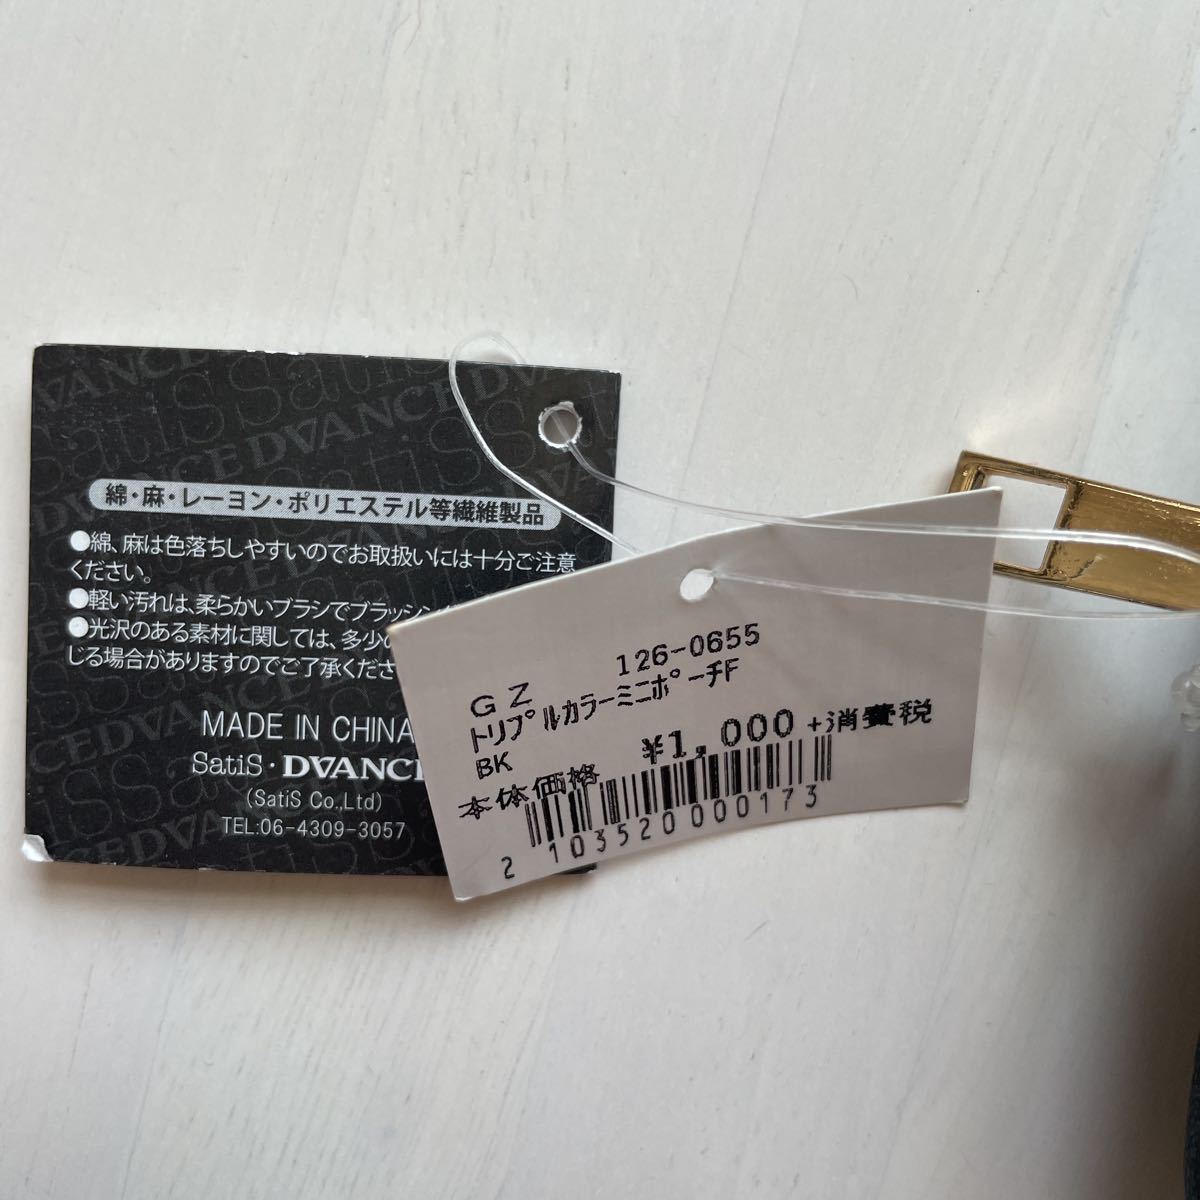 綿・麻・レーヨン・ポリエステル等繊維製品
●綿、麻は色落ちしやすいのでお取扱いには十分ご注意
ください。
●軽い汚れは、柔らかいブラシでブラッシン
●光沢のある素材に関しては、多少の
じる場合がありますのでご了承くださ
MADE IN CHINA
SatiS・DVANCE
(SatiS Co.,Ltd)
TEL:06-4309-3057
GZ 126-0655
トリプルカラーミニポーチF
BK
本体価格 ¥1,000+消費税
2 103520000173